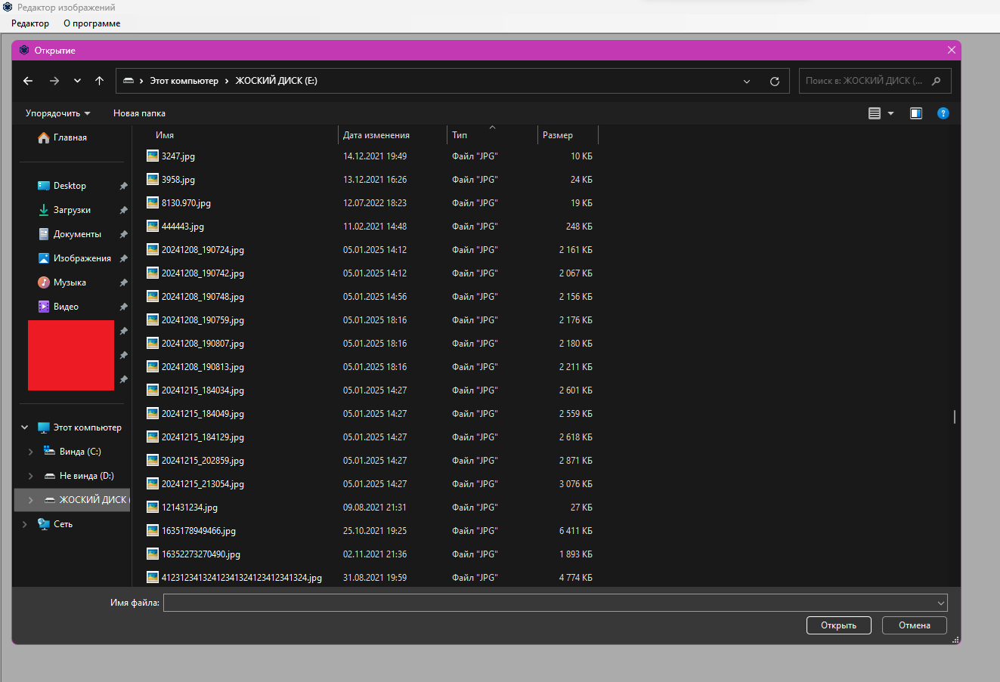 Редактор изображений
Редактор О программе
Открытие
Этот компьютер ЖОСКИЙ ДИСК (E:)
Поиск в: ЖОСКИЙ ДИСК (...
Упорядочить Новая папка
Имя Дата изменения Тип Размер
Главная
Desktop
Загрузки
Документы
Изображения
Музыка
Видео
Этот компьютер
Винда (C:)
Не винда (D:)
ЖОСКИЙ ДИСК (
Сеть
3247.jpg 14.12.2021 19:49 Файл "JPG" 10 КБ
3958.jpg 13.12.2021 16:26 Файл "JPG" 24 КБ
8130.970.jpg 12.07.2022 18:23 Файл "JPG" 19 КБ
444443.jpg 11.02.2021 14:48 Файл "JPG" 248 КБ
20241208_190724.jpg 05.01.2025 14:12 Файл "JPG" 2 161 КБ
20241208_190742.jpg 05.01.2025 14:12 Файл "JPG" 2 067 КБ
20241208_190748.jpg 05.01.2025 14:56 Файл "JPG" 2 156 КБ
20241208_190759.jpg 05.01.2025 18:16 Файл "JPG" 2 176 КБ
20241208_190807.jpg 05.01.2025 18:16 Файл "JPG" 2 180 КБ
20241208_190813.jpg 05.01.2025 18:16 Файл "JPG" 2 211 КБ
20241215_184034.jpg 05.01.2025 14:27 Файл "JPG" 2 601 КБ
20241215_184049.jpg 05.01.2025 14:27 Файл "JPG" 2 559 КБ
20241215_184129.jpg 05.01.2025 14:27 Файл "JPG" 2 618 КБ
20241215_202859.jpg 05.01.2025 14:27 Файл "JPG" 2 871 КБ
20241215_213054.jpg 05.01.2025 14:27 Файл "JPG" 3 076 КБ
121431234.jpg 09.08.2021 21:31 Файл "JPG" 27 КБ
1635178949466.jpg 25.10.2021 19:25 Файл "JPG" 6 411 КБ
16352273270490.jpg 02.11.2021 21:36 Файл "JPG" 1 893 КБ
41231234132412341324123412341324.jpg 31.08.2021 19:59 Файл "JPG" 4 774 КБ
Имя файла:
Открыть Отмена